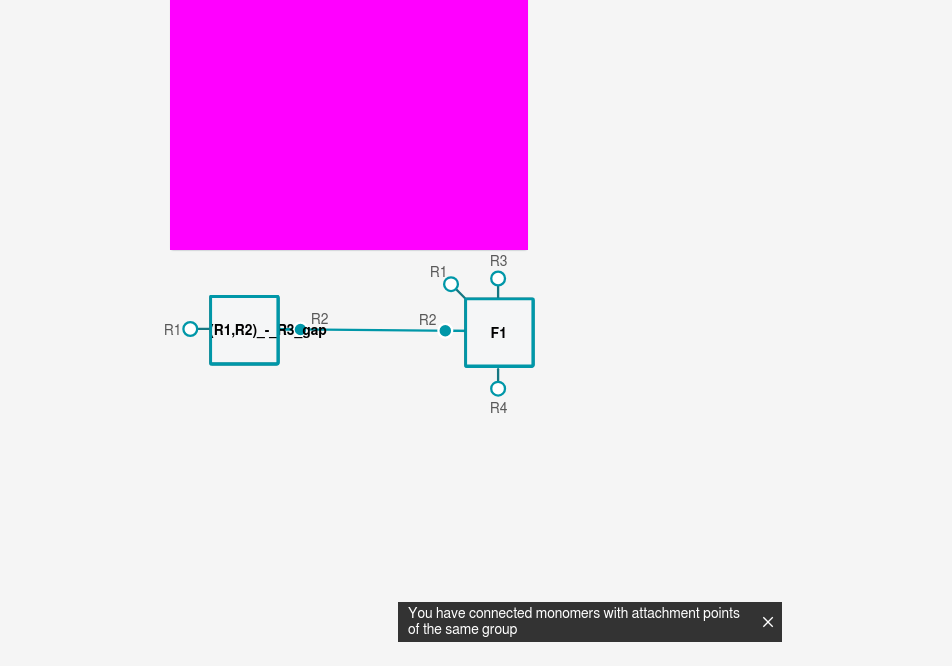 R3
R1
R2
R2
R1
(R1,R2)_-_R3_gap
F1
R4
You have connected monomers with attachment points
of the same group